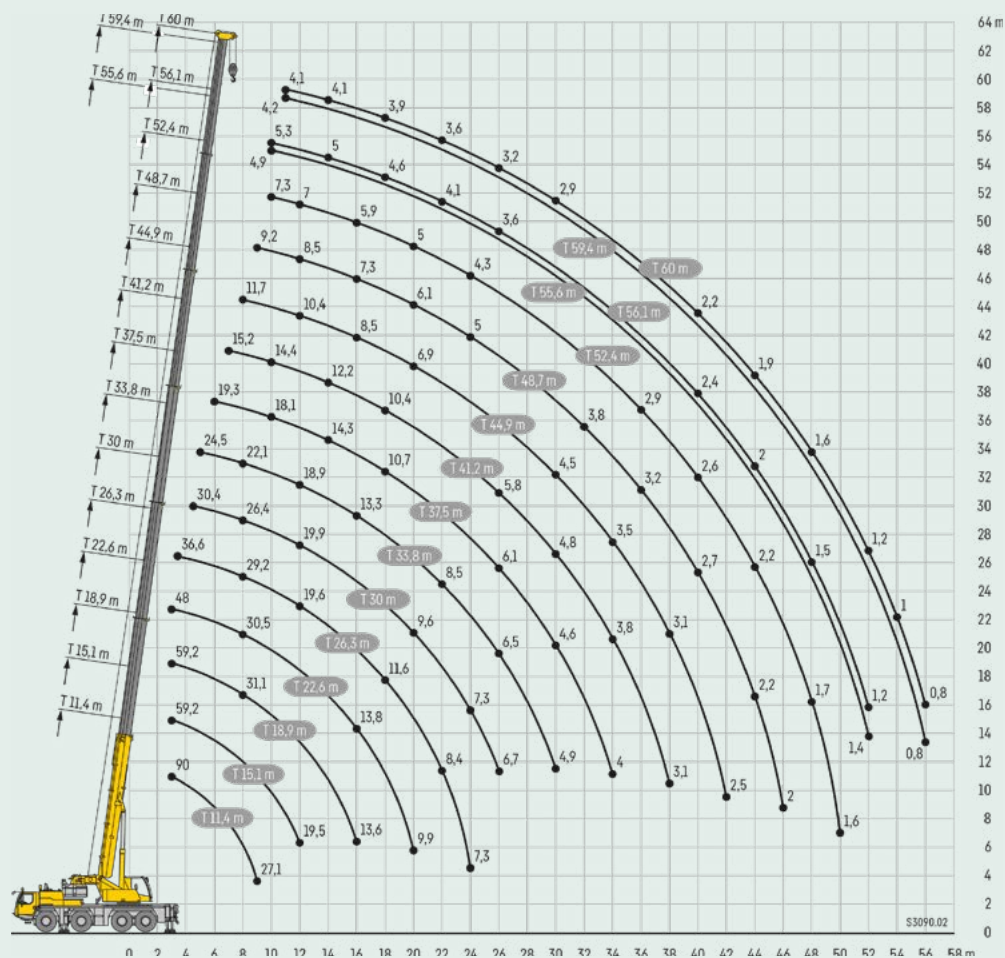 T 59,4 m T 60 m 64 m
62
T 55,6 m T 56,1 m 60
4,1 4,1 3,9 58
4,2 3,6
T 52,4 m 5,3 5 3,2 56
4,9 4,6 4,1 2,9 54
T 48,7 m 7,3 7 3,6 52
5,9 5 50
T 44,9 m 9,2 8,5 4,3 T 59,4 m 48
7,3 6,1 T 60 m 46
T 41,2 m 11,7 10,4 5 T 55,6 m 2,2 44
8,5 6,9 T 56,1 m 42
T 37,5 m 15,2 14,4 T 52,4 m 1,9 40
12,2 10,4 T 48,7 m 2,4 38
T 33,8 m 19,3 18,1 3,8 2,9 36
14,3 10,7 T 44,9 m 2 1,6 34
T 30 m 24,5 22,1 T 41,2 m 5,8 4,5 3,2 2,6 32
18,9 13,3 30
T 26,3 m 30,4 26,4 19,9 T 37,5 m 4,8 3,5 1,5 1,2 28
T 33,8 m 6,1 2,7 2,2 26
T 22,6 m 36,6 29,2 19,6 8,5 24
48 30,5 T 30 m 9,6 4,6 3,8 3,1 1 22
T 18,9 m T 26,3 m 6,5 20
59,2 31,1 11,6 18
T 15,1 m T 22,6 m 13,8 7,3 2,2 1,7 1,2 0,8 16
59,2 T 18,9 m 14
T 11,4 m 8,4 6,7 4,9 4 3,1 1,4 0,8 12
90 T 15,1 m 2,5 10
T 11,4 m 2 8
19,5 13,6 9,9 1,6 6
27,1 7,3 4
2
S3090.02
0
0 2 4 6 8 10 12 14 16 18 20 22 24 26 28 30 32 34 36 38 40 42 44 46 48 50 52 54 56 58 m